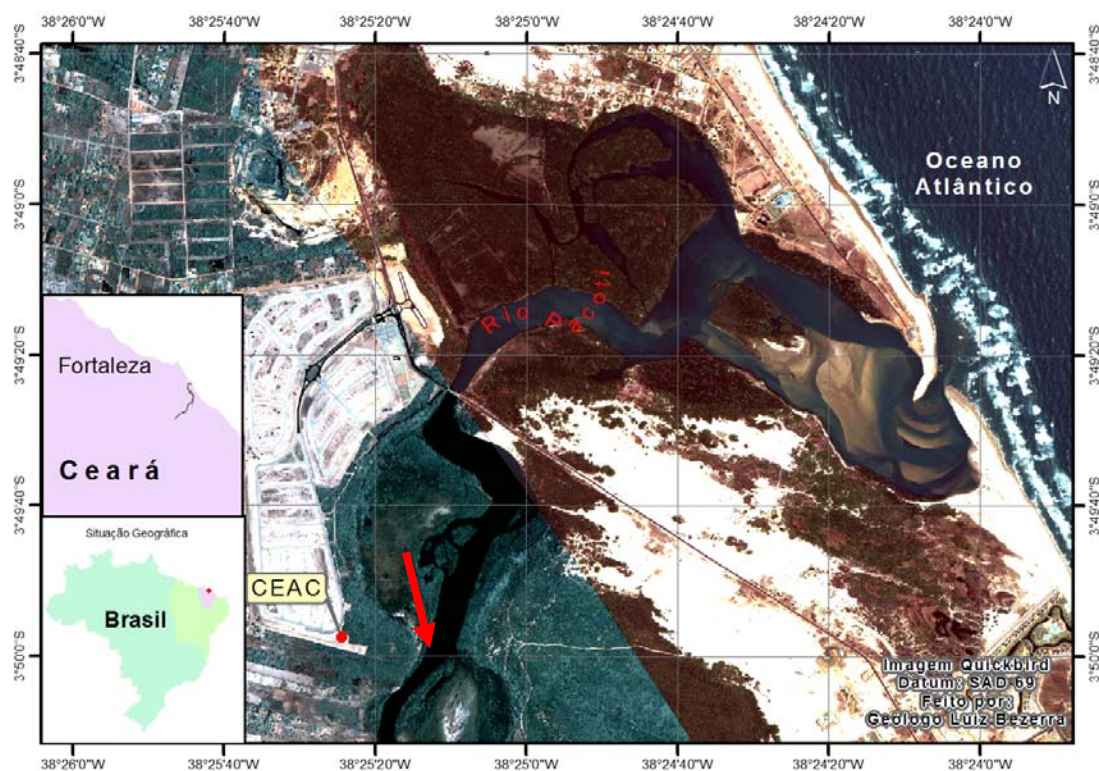 38°26'0"W 38°25'40"W 38°25'20"W 38°25'0"W 38°24'40"W 38°24'20"W 38°24'0"W
3°48'40"S 3°48'40"S
N
Oceano
Atlântico
3°49'0"S 3°49'0"S
Rio Pacoti
3°49'20"S 3°49'20"S
Fortaleza
Ceará
3°49'40"S 3°49'40"S
Situação Geográfica
CEAC
Brasil
3°50'0"S 3°50'0"S
Imagem Quickbird
Datum: SAD 69
Feito por:
Geólogo Luiz Bezerra
38°26'0"W 38°25'40"W 38°25'20"W 38°25'0"W 38°24'40"W 38°24'20"W 38°24'0"W